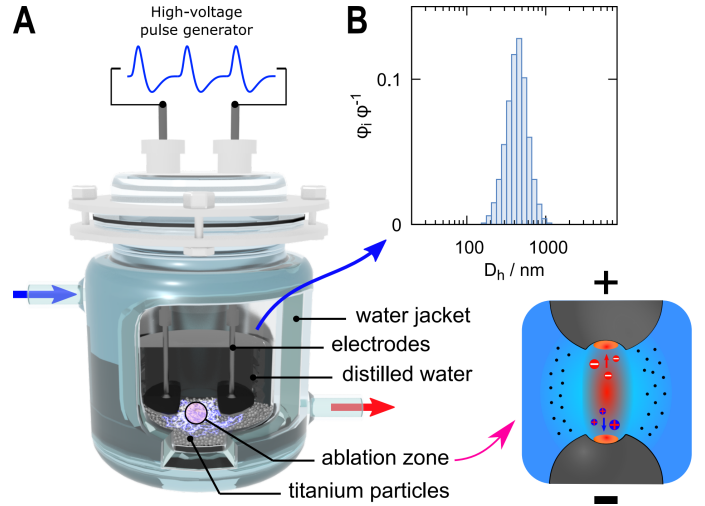 A
High-voltage
pulse generator
B
φi φ-1
0.1
0
100
1000
Dh / nm
water jacket
electrodes
distilled water
ablation zone
titanium particles
+
−